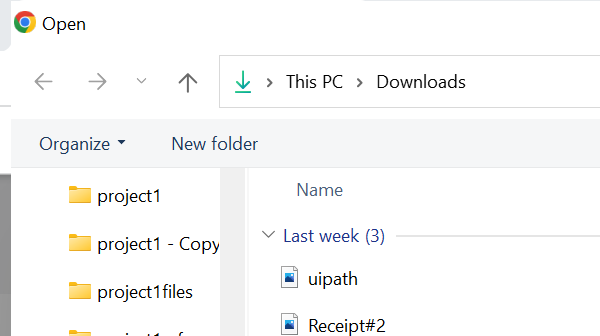 Open
This PC > Downloads
Organize New folder
project1
project1 - Copy
project1files
Name
Last week (3)
uipath
Receipt#2